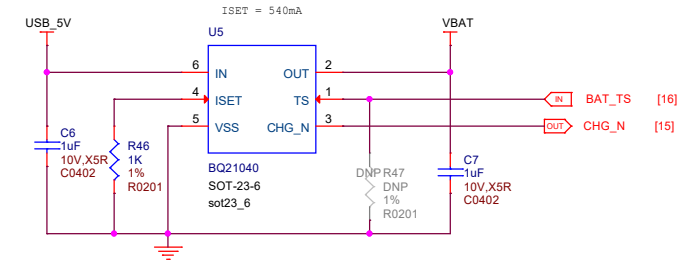 ISET = 540mA
USB_5V
U5
VBAT
6
IN
OUT
2
4
ISET
TS
1
IN
BAT_TS
[16]
5
VSS
CHG_N
3
OUT
CHG_N
[15]
C6
1uF
10V,X5R
C0402
R46
1K
1%
R0201
BQ21040
SOT-23-6
sot23_6
DNP
R47
DNP
1%
R0201
C7
1uF
10V,X5R
C0402